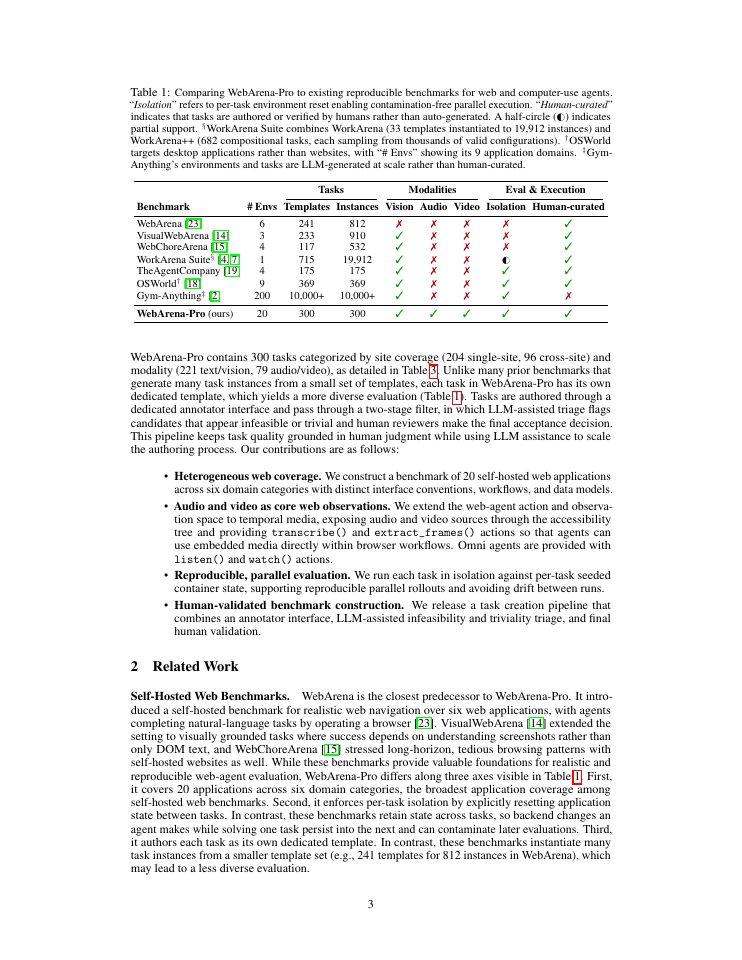 Table 1: Comparing WebArena-Pro to existing reproducible benchmarks for web and computer-use agents.
"Isolation" refers to per-task environment reset enabling contamination-free parallel execution. "Human-curated"
indicates that tasks are authored or verified by humans rather than auto-generated. A half-circle (◐) indicates
partial support. §WorkArena Suite combines WorkArena (33 templates instantiated to 19,912 instances) and
WorkArena++ (682 compositional tasks, each sampling from thousands of valid configurations). †OSWorld
targets desktop applications rather than websites, with "# Envs" showing its 9 application domains. ‡Gym-
Anything's environments and tasks are LLM-generated at scale rather than human-curated.
Tasks Modalities Eval & Execution
Benchmark # Envs Templates Instances Vision Audio Video Isolation Human-curated
WebArena [23] 6 241 812 ✗ ✗ ✗ ✗ ✓
VisualWebArena [14] 3 233 910 ✓ ✗ ✗ ✗ ✓
WebChoreArena [15] 4 117 532 ✓ ✗ ✗ ✗ ✓
WorkArena Suite§ [4, 7] 1 715 19,912 ✓ ✗ ✗ ◐ ✓
TheAgentCompany [19] 4 175 175 ✓ ✗ ✗ ✓ ✓
OSWorld† [18] 9 369 369 ✓ ✗ ✗ ✓ ✓
Gym-Anything‡ [2] 200 10,000+ 10,000+ ✓ ✗ ✗ ✓ ✗
WebArena-Pro (ours) 20 300 300 ✓ ✓ ✓ ✓ ✓
WebArena-Pro contains 300 tasks categorized by site coverage (204 single-site, 96 cross-site) and
modality (221 text/vision, 79 audio/video), as detailed in Table 3. Unlike many prior benchmarks that
generate many task instances from a small set of templates, each task in WebArena-Pro has its own
dedicated template, which yields a more diverse evaluation (Table 1). Tasks are authored through a
dedicated annotator interface and pass through a two-stage filter, in which LLM-assisted triage flags
candidates that appear infeasible or trivial and human reviewers make the final acceptance decision.
This pipeline keeps task quality grounded in human judgment while using LLM assistance to scale
the authoring process. Our contributions are as follows:
• Heterogeneous web coverage. We construct a benchmark of 20 self-hosted web applications
across six domain categories with distinct interface conventions, workflows, and data models.
• Audio and video as core web observations. We extend the web-agent action and observa-
tion space to temporal media, exposing audio and video sources through the accessibility
tree and providing transcribe() and extract_frames() actions so that agents can
use embedded media directly within browser workflows. Omni agents are provided with
listen() and watch() actions.
• Reproducible, parallel evaluation. We run each task in isolation against per-task seeded
container state, supporting reproducible parallel rollouts and avoiding drift between runs.
• Human-validated benchmark construction. We release a task creation pipeline that
combines an annotator interface, LLM-assisted infeasibility and triviality triage, and final
human validation.
2 Related Work
Self-Hosted Web Benchmarks. WebArena is the closest predecessor to WebArena-Pro. It intro-
duced a self-hosted benchmark for realistic web navigation over six web applications, with agents
completing natural-language tasks by operating a browser [23]. VisualWebArena [14] extended the
setting to visually grounded tasks where success depends on understanding screenshots rather than
only DOM text, and WebChoreArena [15] stressed long-horizon, tedious browsing patterns with
self-hosted websites as well. While these benchmarks provide valuable foundations for realistic and
reproducible web-agent evaluation, WebArena-Pro differs along three axes visible in Table 1. First,
it covers 20 applications across six domain categories, the broadest application coverage among
self-hosted web benchmarks. Second, it enforces per-task isolation by explicitly resetting application
state between tasks. In contrast, these benchmarks retain state across tasks, so backend changes an
agent makes while solving one task persist into the next and can contaminate later evaluations. Third,
it authors each task as its own dedicated template. In contrast, these benchmarks instantiate many
task instances from a smaller template set (e.g., 241 templates for 812 instances in WebArena), which
may lead to a less diverse evaluation.
3